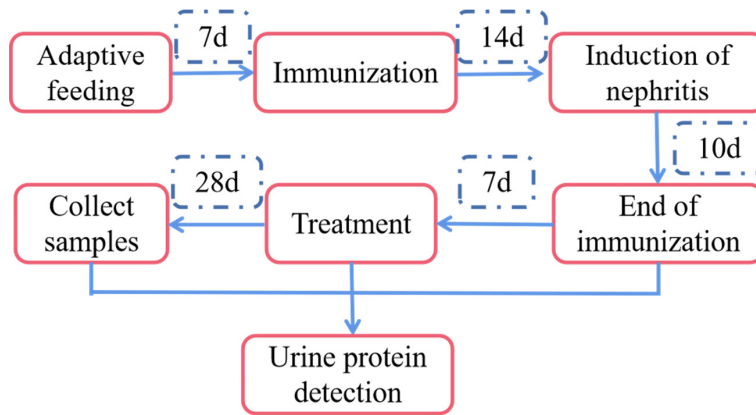 7d
14d
Adaptive
feeding
Immunization
Induction of
nephritis
10d
28d
7d
Collect
samples
Treatment
End of
immunization
Urine protein
detection